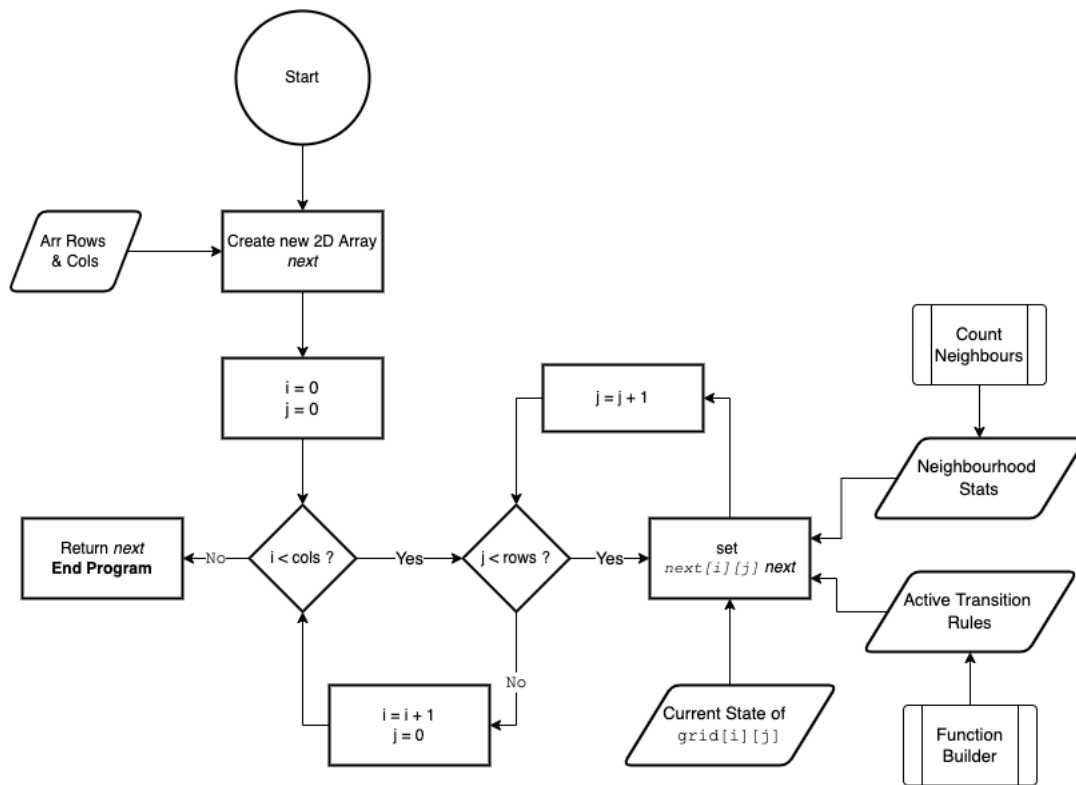 Start
Arr Rows
& Cols
Create new 2D Array
next
i = 0
j = 0
j = j + 1
Count
Neighbours
Neighbourhood
Stats
Return next
End Program
No
i < cols ?
Yes
j < rows ?
Yes
set
next[i][j] next
Active Transition
Rules
No
i = i + 1
j = 0
Current State of
grid[i][j]
Function
Builder